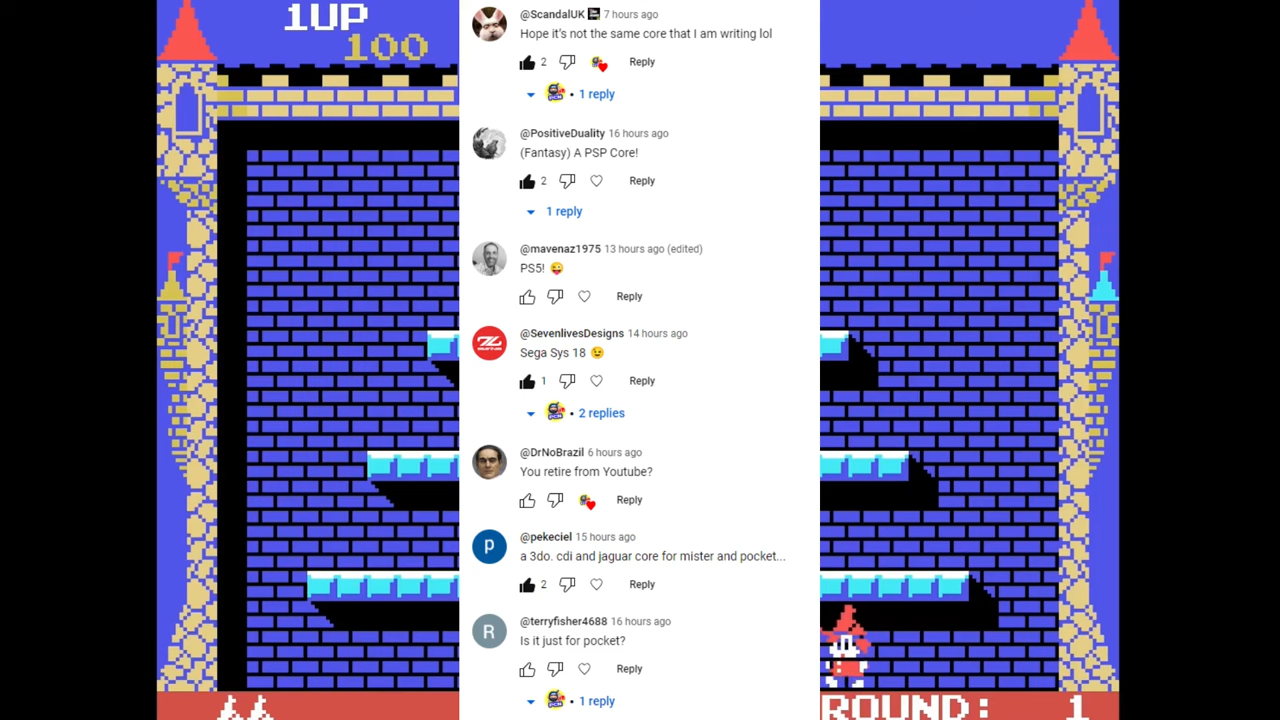 1UP
100
@ScandalUK 7 hours ago
Hope it's not the same core that I am writing lol
2 Reply
1 reply
@PositiveDuality 16 hours ago
(Fantasy) A PSP Core!
2 Reply
1 reply
@mavenaz1975 13 hours ago (edited)
PS5! 😜
Reply
@SevenlivesDesigns 14 hours ago
Sega Sys 18 😉
1 Reply
2 replies
@DrNoBrazil 6 hours ago
You retire from Youtube?
Reply
P
@pekeciel 15 hours ago
a 3do. cdi and jaguar core for mister and pocket...
2 Reply
R
@terryfisher4688 16 hours ago
Is it just for pocket?
Reply
1 reply
ROUND: 1